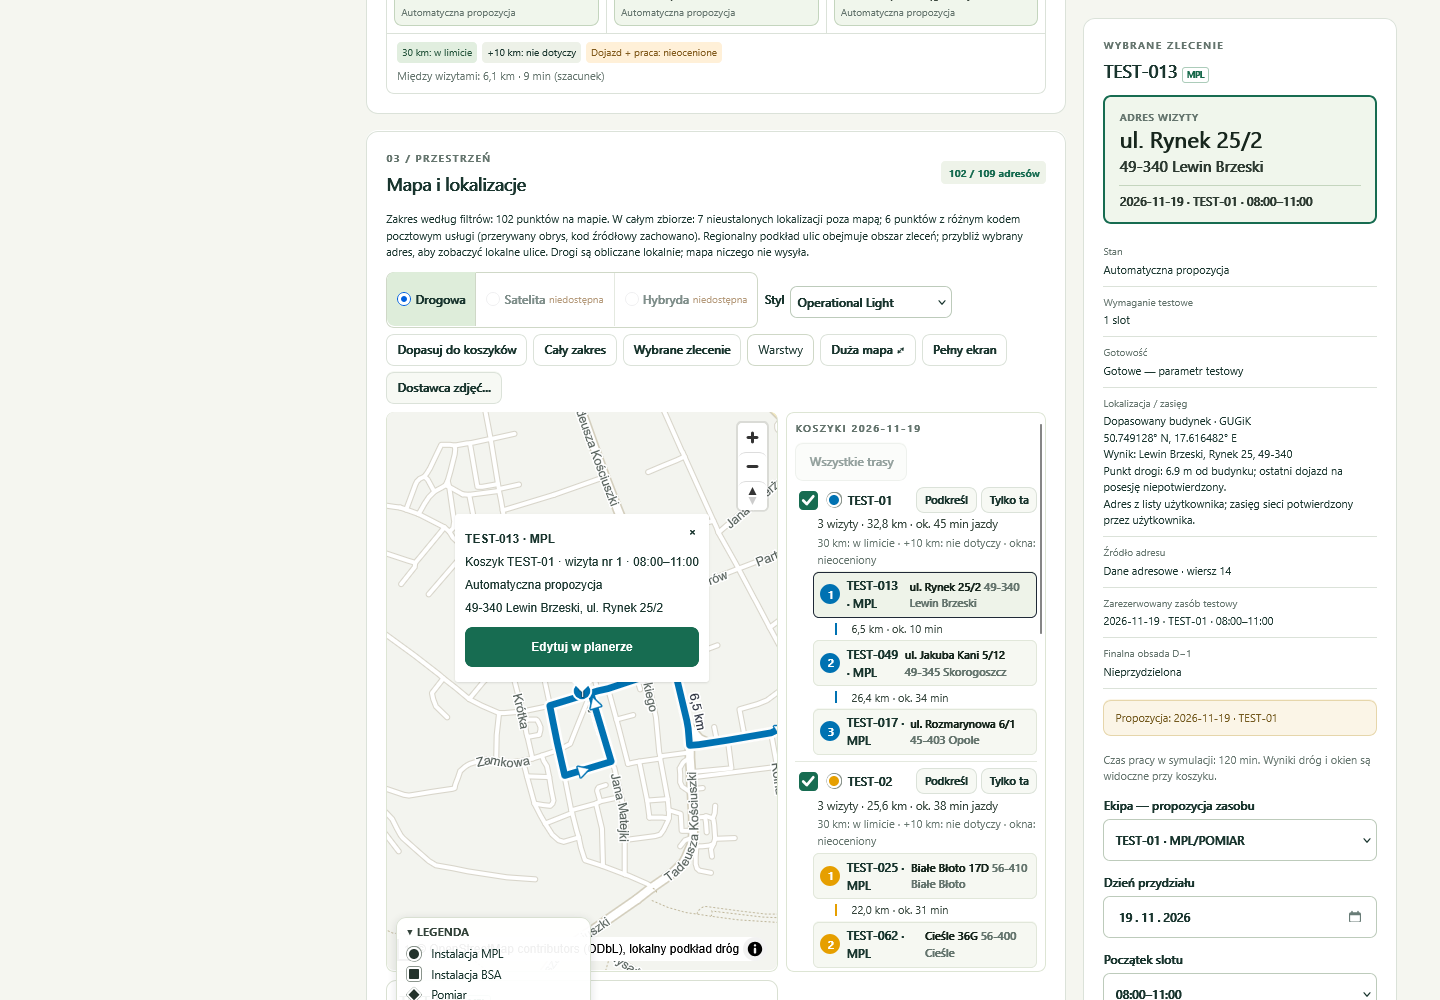 Automatyczna propozycja
Automatyczna propozycja
Automatyczna propozycja
30 km: w limicie
+10 km: nie dotyczy
Dojazd + praca: nieocenione
Między wizytami: 6,1 km · 9 min (szacunek)
03 / PRZESTRZEŃ
Mapa i lokalizacje
102 / 109 adresów
Zakres według filtrów: 102 punktów na mapie. W całym zbiorze: 7 nieustalonych lokalizacji poza mapą; 6 punktów z różnym kodem
pocztowym usługi (przerywany obrys, kod źródłowy zachowano). Regionalny podkład ulic obejmuje obszar zleceń; przybliż wybrany
adres, aby zobaczyć lokalne ulice. Drogi są obliczane lokalnie; mapa niczego nie wysyła.
Drogowa
Satelita niedostępna
Hybryda niedostępna
Styl
Operational Light
Dopasuj do koszyków
Cały zakres
Wybrane zlecenie
Warstwy
Duża mapa ⤢
Pełny ekran
Dostawca zdjęć...
deusza Kościuszki
Jana
Part
rów
TEST-013 · MPL
×
Koszyk TEST-01 · wizyta nr 1 · 08:00–11:00
Automatyczna propozycja
49-340 Lewin Brzeski, ul. Rynek 25/2
Edytuj w planerze
Krótka
kiego
6,5 km
Zamkowa
Jana Matejki
Tadeusza Kościuszki
uszki
▾ LEGENDA
contributors (ODbL), lokalny podkład dróg
Instalacja MPL
Instalacja BSA
Pomiar
KOSZYKI 2026-11-19
Wszystkie trasy
TEST-01
Podkreśl
Tylko ta
3 wizyty · 32,8 km · ok. 45 min jazdy
30 km: w limicie · +10 km: nie dotyczy · okna:
nieoceniony
1
TEST-013 · MPL
ul. Rynek 25/2 49-340 Lewin Brzeski
6,5 km · ok. 10 min
2
TEST-049 · MPL
ul. Jakuba Kani 5/12 49-345 Skorogoszcz
26,4 km · ok. 34 min
3
TEST-017 · MPL
ul. Rozmarynowa 6/1 45-403 Opole
TEST-02
Podkreśl
Tylko ta
3 wizyty · 25,6 km · ok. 38 min jazdy
30 km: w limicie · +10 km: nie dotyczy · okna:
nieoceniony
1
TEST-025 · MPL
Białe Błoto 17D 56-410 Białe Błoto
22,0 km · ok. 31 min
2
TEST-062 · MPL
Cieśle 36G 56-400 Cieśle
WYBRANE ZLECENIE
TEST-013 MPL
ADRES WIZYTY
ul. Rynek 25/2
49-340 Lewin Brzeski
2026-11-19 · TEST-01 · 08:00–11:00
Stan
Automatyczna propozycja
Wymaganie testowe
1 slot
Gotowość
Gotowe — parametr testowy
Lokalizacja / zasięg
Dopasowany budynek · GUGiK
50.749128° N, 17.616482° E
Wynik: Lewin Brzeski, Rynek 25, 49-340
Punkt drogi: 6.9 m od budynku; ostatni dojazd na
posesję niepotwierdzony.
Adres z listy użytkownika; zasięg sieci potwierdzony
przez użytkownika.
Źródło adresu
Dane adresowe · wiersz 14
Zarezerwowany zasób testowy
2026-11-19 · TEST-01 · 08:00–11:00
Finalna obsada D−1
Nieprzydzielona
Propozycja: 2026-11-19 · TEST-01
Czas pracy w symulacji: 120 min. Wyniki dróg i okien są
widoczne przy koszyku.
Ekipa — propozycja zasobu
TEST-01 · MPL/POMIAR
Dzień przydziału
19.11.2026
Początek slotu
08:00–11:00